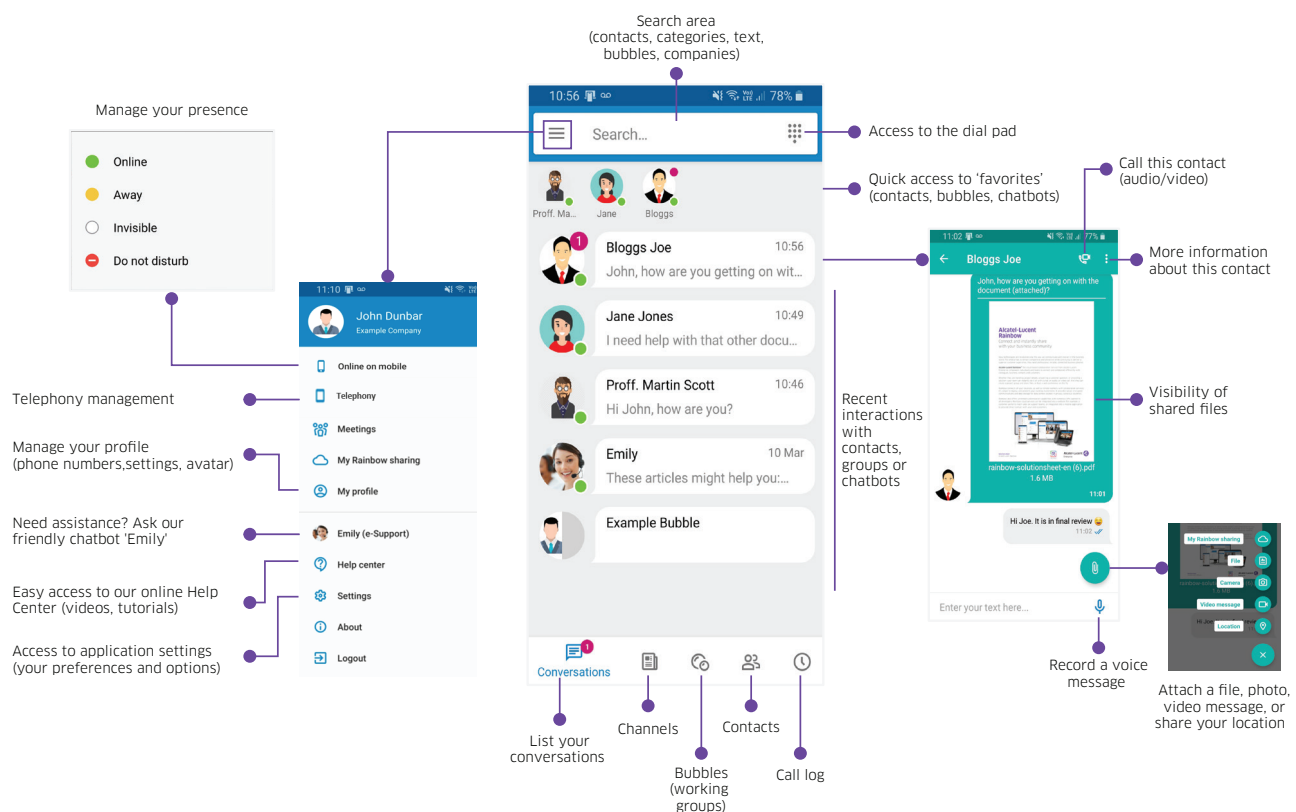 Search area
(contacts, categories, text,
bubbles, companies)
Manage your presence
Online
Away
Invisible
Do not disturb
11:10
John Dunbar
Example Company
Online on mobile
Telephony
Meetings
My Rainbow sharing
My profile
Emily (e-Support)
Help center
Settings
About
Logout
Telephony management
Manage your profile
(phone numbers,settings, avatar)
Need assistance? Ask our
friendly chatbot 'Emily'
Easy access to our online Help
Center (videos, tutorials)
Access to application settings
(your preferences and options)
10:56 78%
Search...
Proff. Ma... Jane Bloggs
1
Bloggs Joe 10:56
John, how are you getting on wit...
Jane Jones 10:49
I need help with that other docu...
Proff. Martin Scott 10:46
Hi John, how are you?
Emily 10 Mar
These articles might help you:...
Example Bubble
1
Conversations
List your
conversations
Channels
Bubbles
(working
groups)
Contacts
Call log
Access to the dial pad
Quick access to ‘favorites’
(contacts, bubbles, chatbots)
Recent
interactions
with
contacts,
groups or
chatbots
Call this contact
(audio/video)
More information
about this contact
Visibility of
shared files
11:02 77%
Bloggs Joe
John, how are you getting on with the
document (attached)?
Alcatel-Lucent
Rainbow
rainbow-solutionsheet-en (6).pdf
1.6 MB
11:01
Hi Joe. It is in final review 😄
11:02
Enter your text here...
Record a voice
message
My Rainbow sharing
File
Camera
Video message
Location
Attach a file, photo,
video message, or
share your location